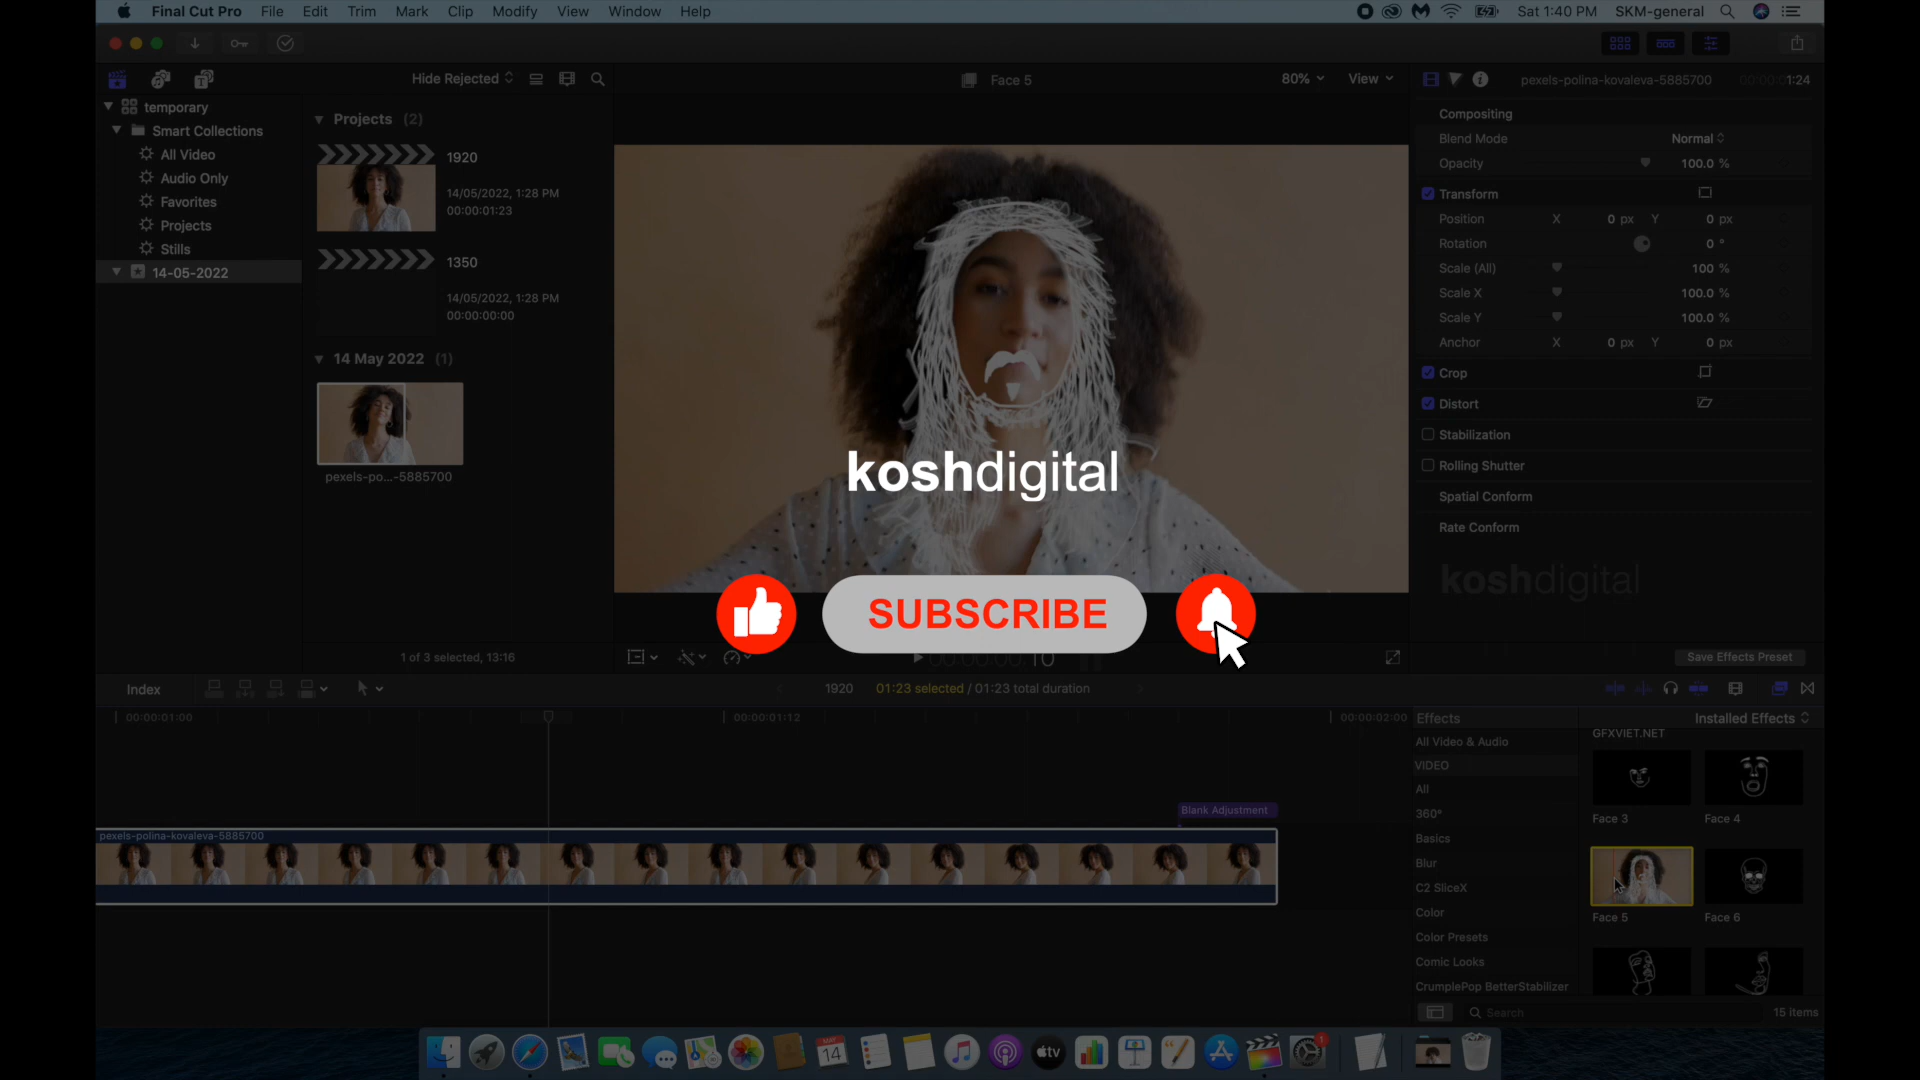 Final Cut Pro File Edit Trim Mark Clip Modify View Window Help Sat 1:40 PM SKM-general
Hide Rejected
Face 5
80% View
pexels-polina-kovaleva-5885700 1:24
temporary
Smart Collections
All Video
Audio Only
Favorites
Projects
Stills
14-05-2022
Projects (2)
1920
14/05/2022, 1:28 PM
00:00:01:23
1350
14/05/2022, 1:28 PM
00:00:00:00
14 May 2022 (1)
pexels-po...-5885700
1 of 3 selected, 13:16
Compositing
Blend Mode Normal
Opacity 100.0 %
Transform
Position X 0 px Y 0 px
Rotation 0 °
Scale (All) 100 %
Scale X 100.0 %
Scale Y 100.0 %
Anchor X 0 px Y 0 px
Crop
Distort
Stabilization
Rolling Shutter
Spatial Conform
Rate Conform
koshdigital
Save Effects Preset
koshdigital
SUBSCRIBE
Index
1920 01:23 selected / 01:23 total duration
00:00:01:00 00:00:01:12 00:00:02:00
Blank Adjustment
pexels-polina-kovaleva-5885700
Effects Installed Effects
All Video & Audio
VIDEO
All
360°
Basics
Blur
C2 SliceX
Color
Color Presets
Comic Looks
CrumplePop BetterStabilizer
GFXVIET.NET
Face 3 Face 4
Face 5 Face 6
Search 15 items
MAY
14
tv
1